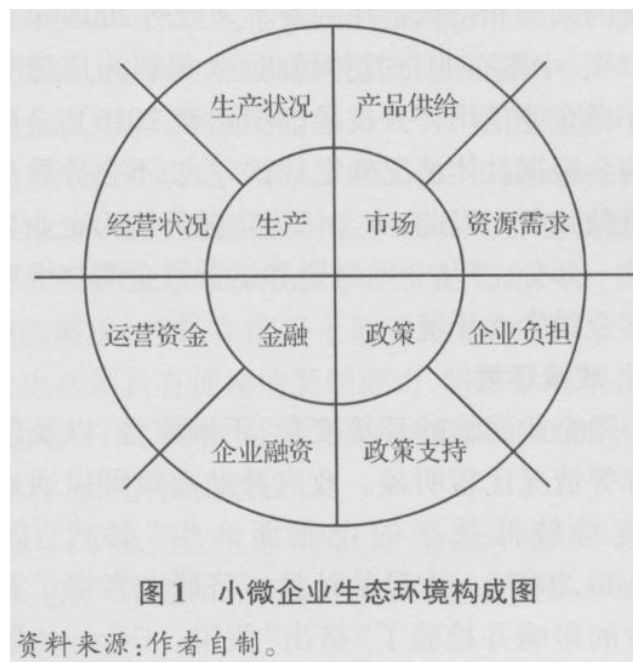 生产状况 产品供给
经营状况 生产 市场 资源需求
运营资金 金融 政策 企业负担
企业融资 政策支持
图1 小微企业生态环境构成图
资料来源:作者自制。